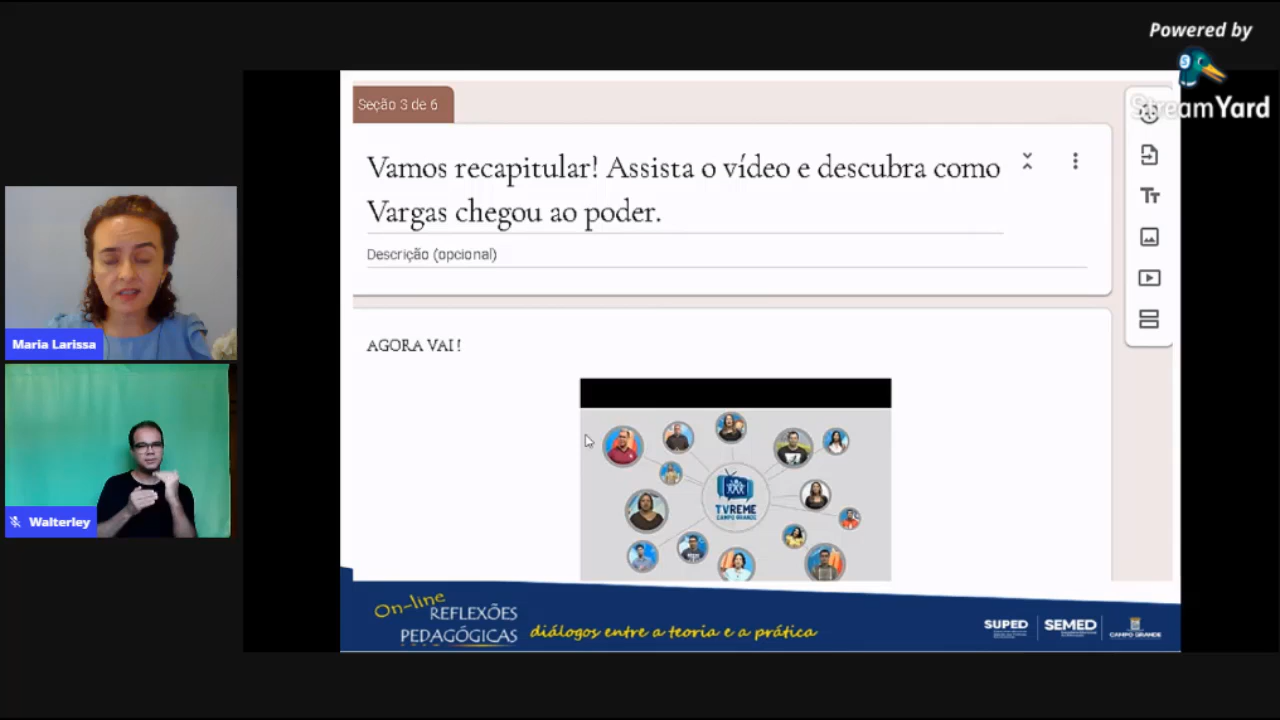 Powered by
StreamYard
Seção 3 de 6
Vamos recapitular! Assista o vídeo e descubra como
Vargas chegou ao poder.
Descrição (opcional)
AGORA VAI!
TVREME
CAMPO GRANDE
Maria Larissa
Walterley
On-line
REFLEXÕES
PEDAGÓGICAS
diálogos entre a teoria e a prática
SUPED
SEMED
CAMPO GRANDE